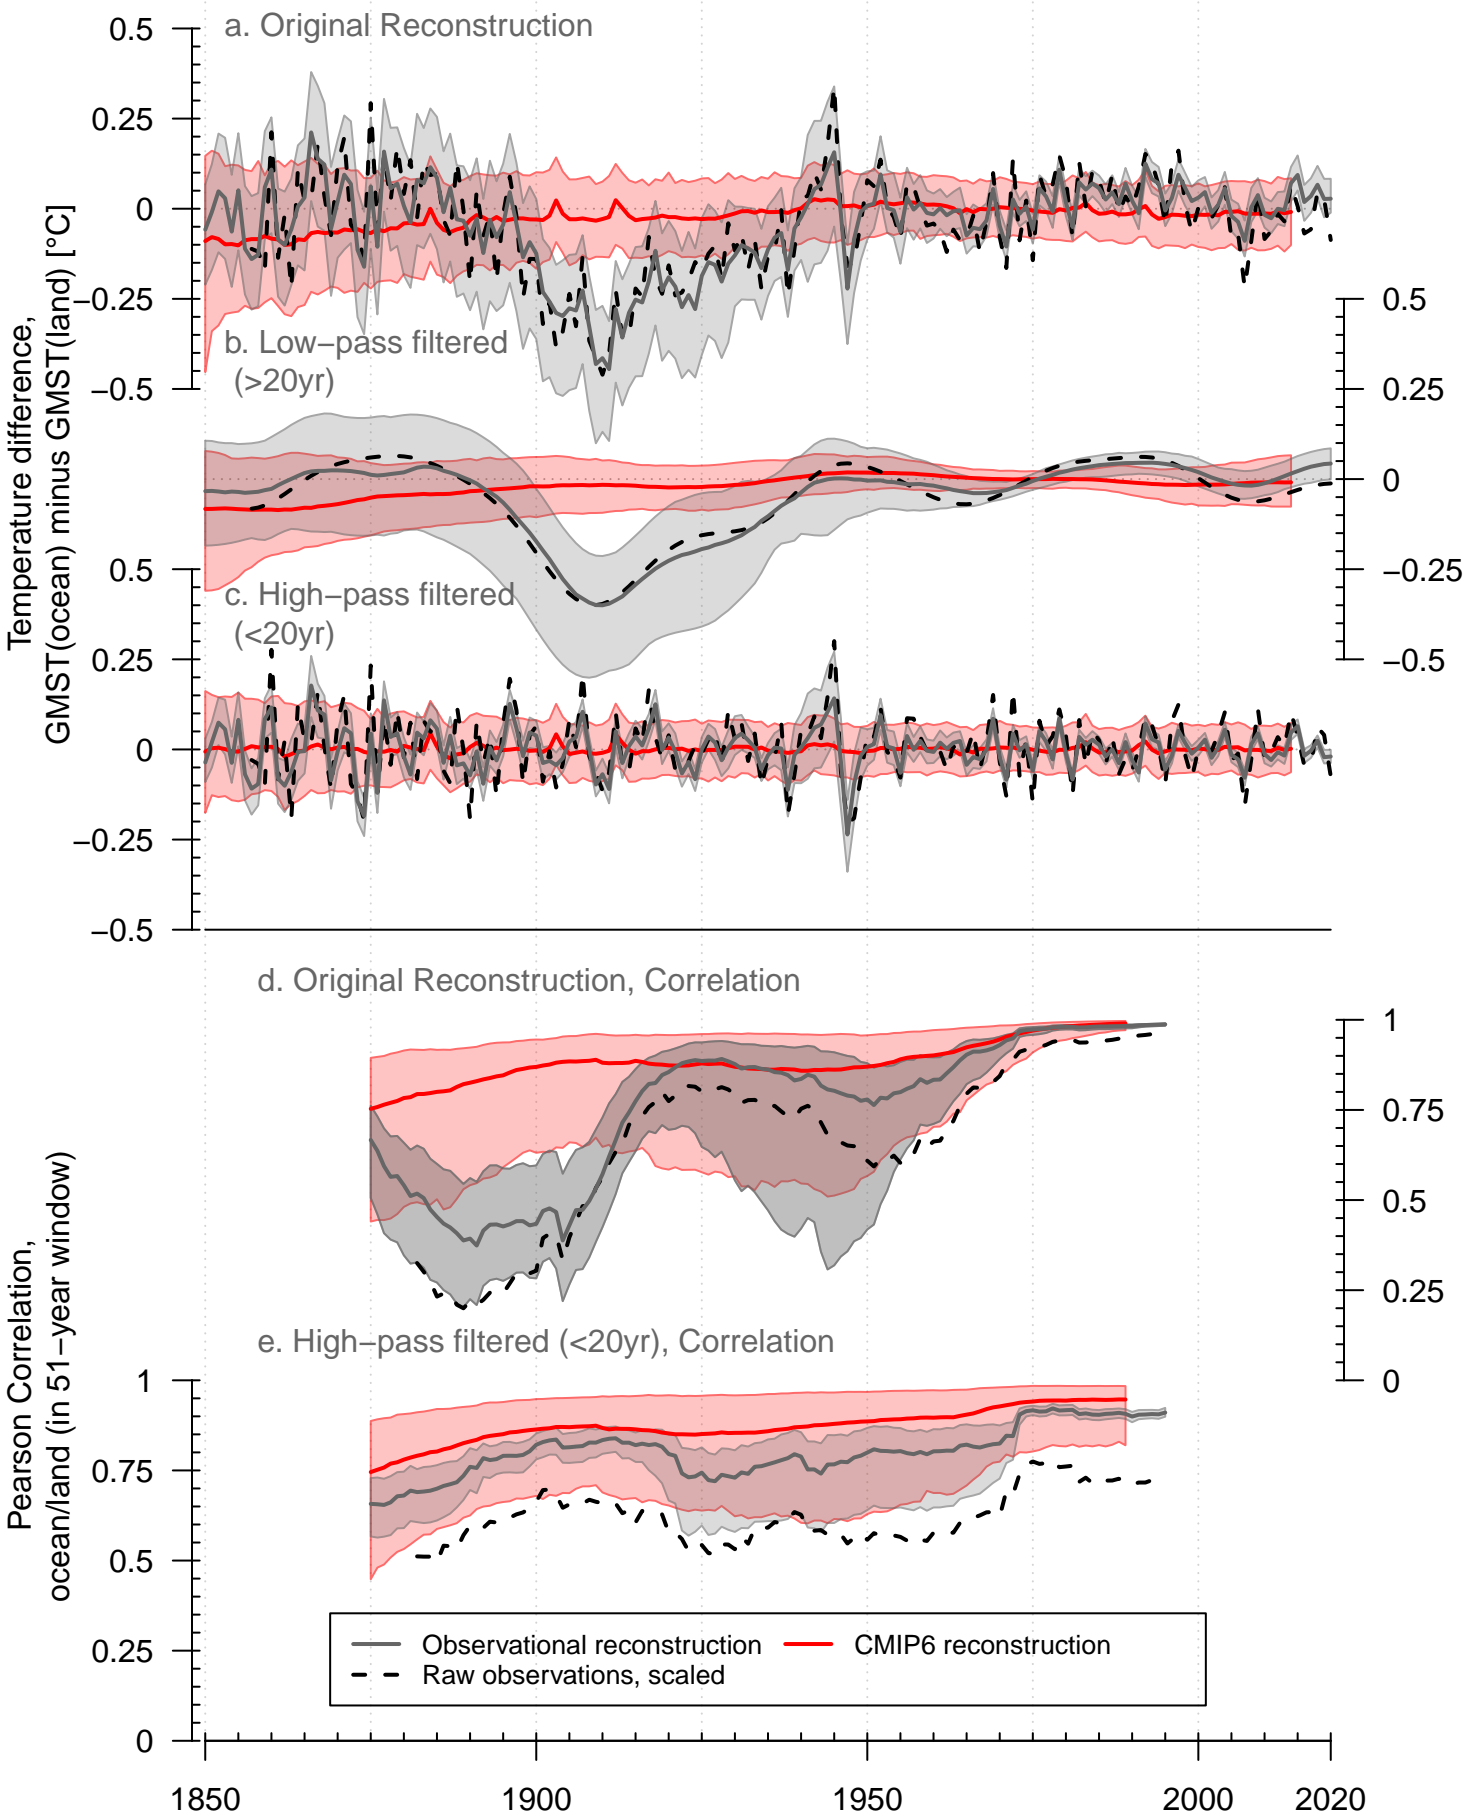 a. Original Reconstruction
0.5
0.25
0
−0.25
−0.5
b. Low−pass filtered
(>20yr)
0.5
0.25
0
−0.25
−0.5
Temperature difference,
GMST(ocean) minus GMST(land) [°C]
c. High−pass filtered
(<20yr)
0.5
0.25
0
−0.25
−0.5
d. Original Reconstruction, Correlation
1
0.75
0.5
0.25
0
Pearson Correlation,
ocean/land (in 51−year window)
e. High−pass filtered (<20yr), Correlation
1
0.75
0.5
0.25
0
Observational reconstruction
CMIP6 reconstruction
Raw observations, scaled
1850
1900
1950
2000
2020